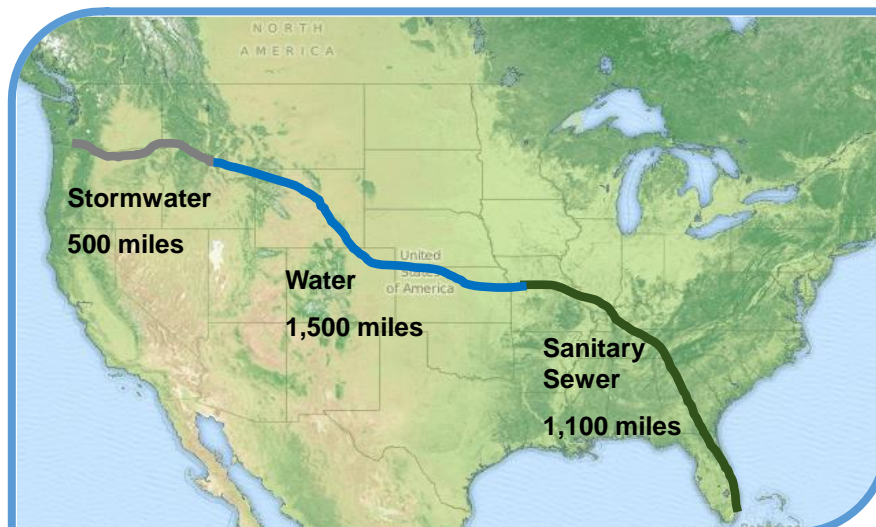 NORTH
AMERICA
Stormwater
500 miles
United
States
of America
Water
1,500 miles
Sanitary
Sewer
1,100 miles